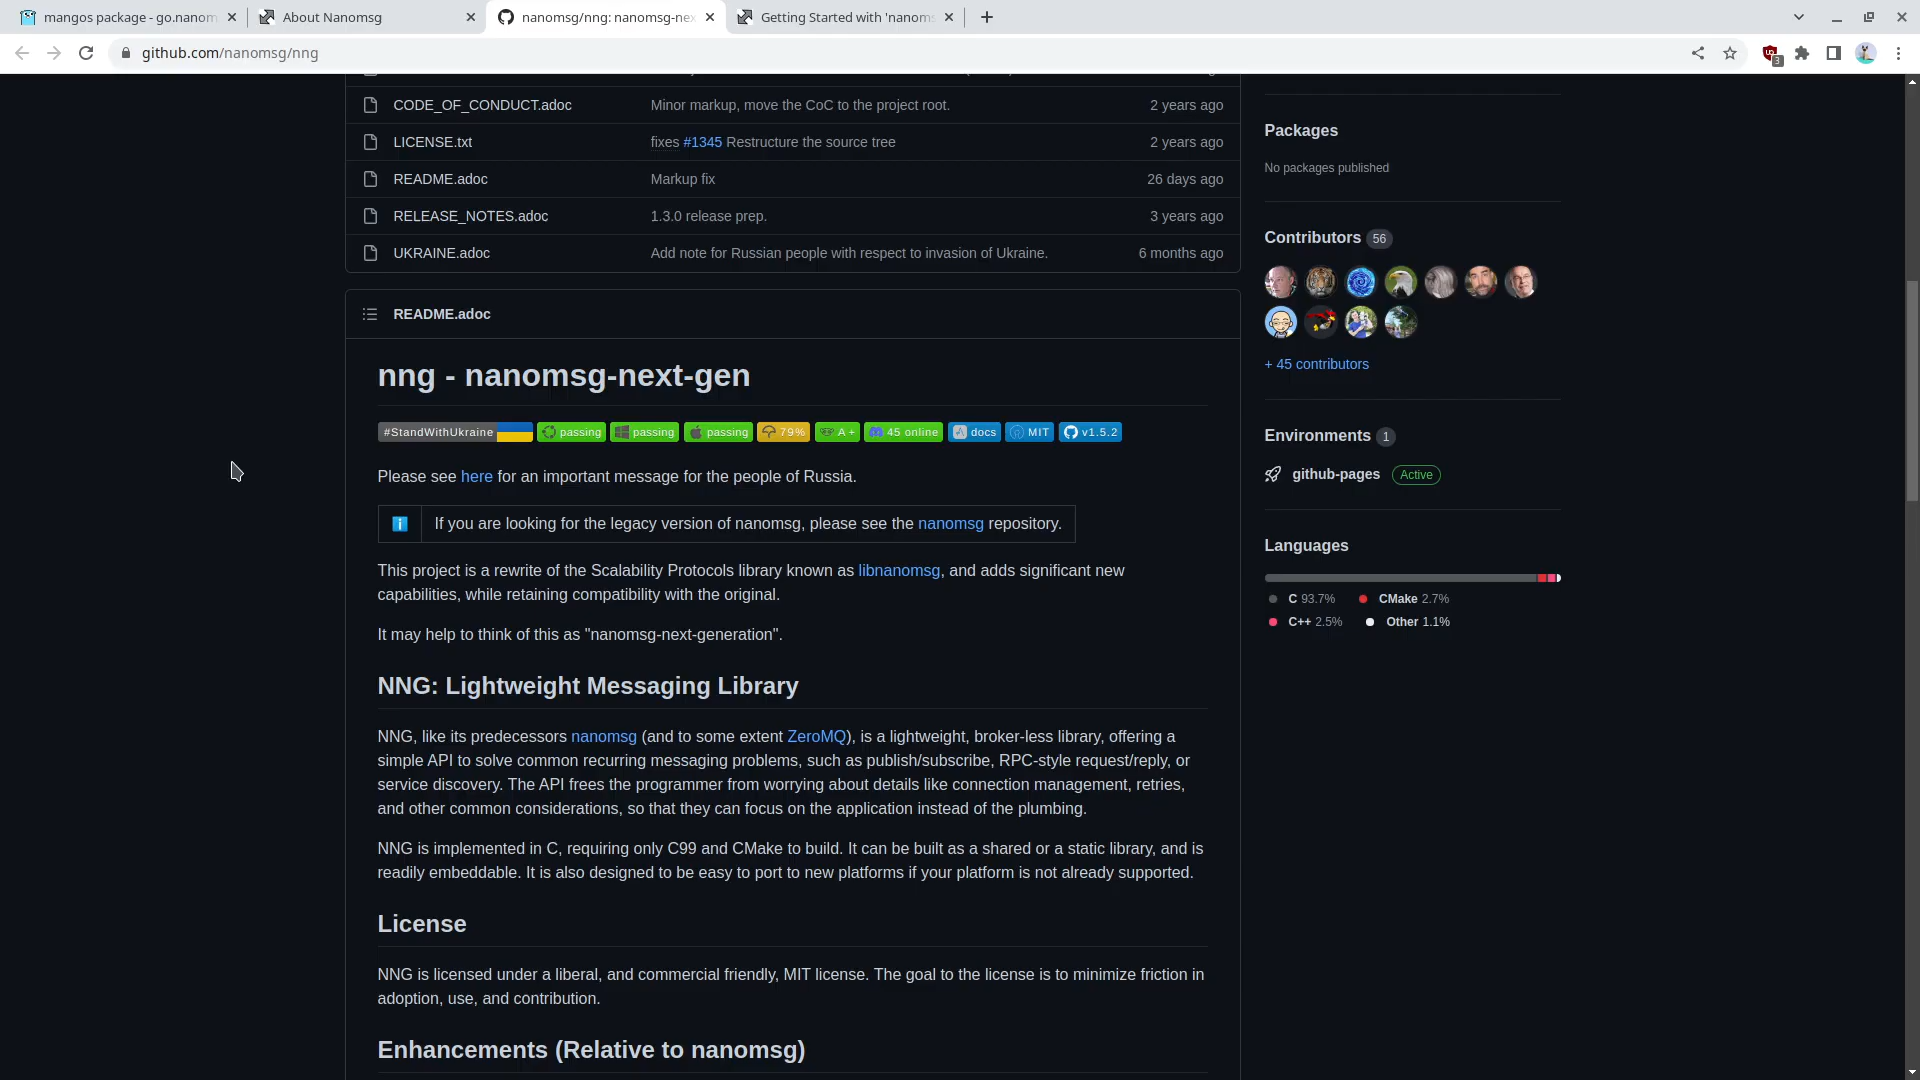 mangos package - go.nanom
About Nanomsg
nanomsg/nng: nanomsg-nex
Getting Started with 'nanoms
github.com/nanomsg/nng
3
CODE_OF_CONDUCT.adoc Minor markup, move the CoC to the project root. 2 years ago
LICENSE.txt fixes #1345 Restructure the source tree 2 years ago
README.adoc Markup fix 26 days ago
RELEASE_NOTES.adoc 1.3.0 release prep. 3 years ago
UKRAINE.adoc Add note for Russian people with respect to invasion of Ukraine. 6 months ago
README.adoc
nng - nanomsg-next-gen
#StandWithUkraine passing passing passing 79% A+ 45 online docs MIT v1.5.2
Please see here for an important message for the people of Russia.
If you are looking for the legacy version of nanomsg, please see the nanomsg repository.
This project is a rewrite of the Scalability Protocols library known as libnanomsg, and adds significant new
capabilities, while retaining compatibility with the original.
It may help to think of this as "nanomsg-next-generation".
NNG: Lightweight Messaging Library
NNG, like its predecessors nanomsg (and to some extent ZeroMQ), is a lightweight, broker-less library, offering a
simple API to solve common recurring messaging problems, such as publish/subscribe, RPC-style request/reply, or
service discovery. The API frees the programmer from worrying about details like connection management, retries,
and other common considerations, so that they can focus on the application instead of the plumbing.
NNG is implemented in C, requiring only C99 and CMake to build. It can be built as a shared or a static library, and is
readily embeddable. It is also designed to be easy to port to new platforms if your platform is not already supported.
License
NNG is licensed under a liberal, and commercial friendly, MIT license. The goal to the license is to minimize friction in
adoption, use, and contribution.
Enhancements (Relative to nanomsg)
Packages
No packages published
Contributors 56
+ 45 contributors
Environments 1
github-pages Active
Languages
C 93.7% CMake 2.7%
C++ 2.5% Other 1.1%